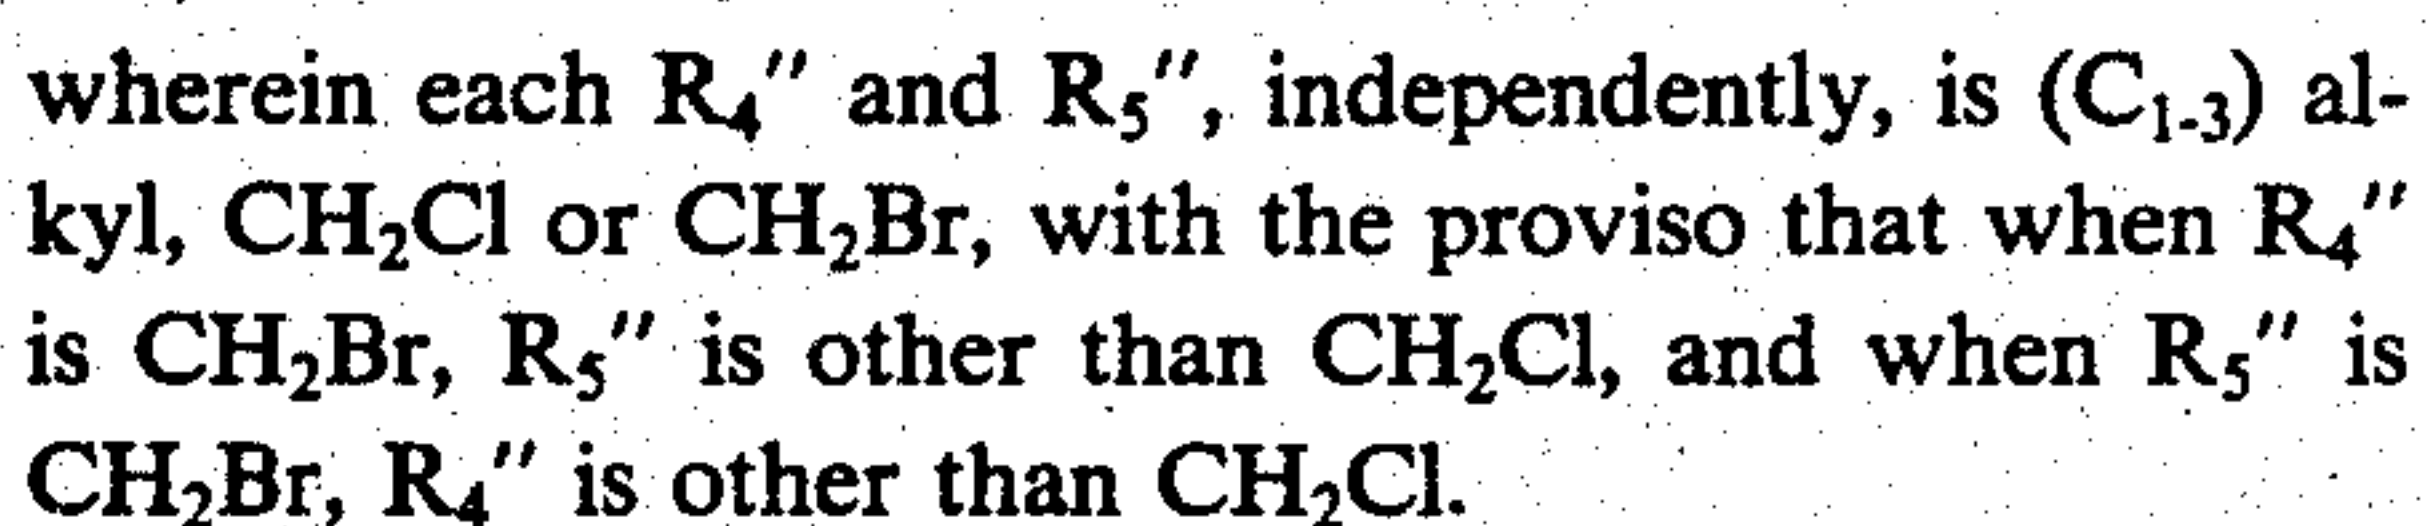 wherein each R₄″ and R₅″, independently, is (C₁₋₃) al-
kyl, CH₂Cl or CH₂Br, with the proviso that when R₄″
is CH₂Br, R₅″ is other than CH₂Cl, and when R₅″ is
CH₂Br, R₄″ is other than CH₂Cl.